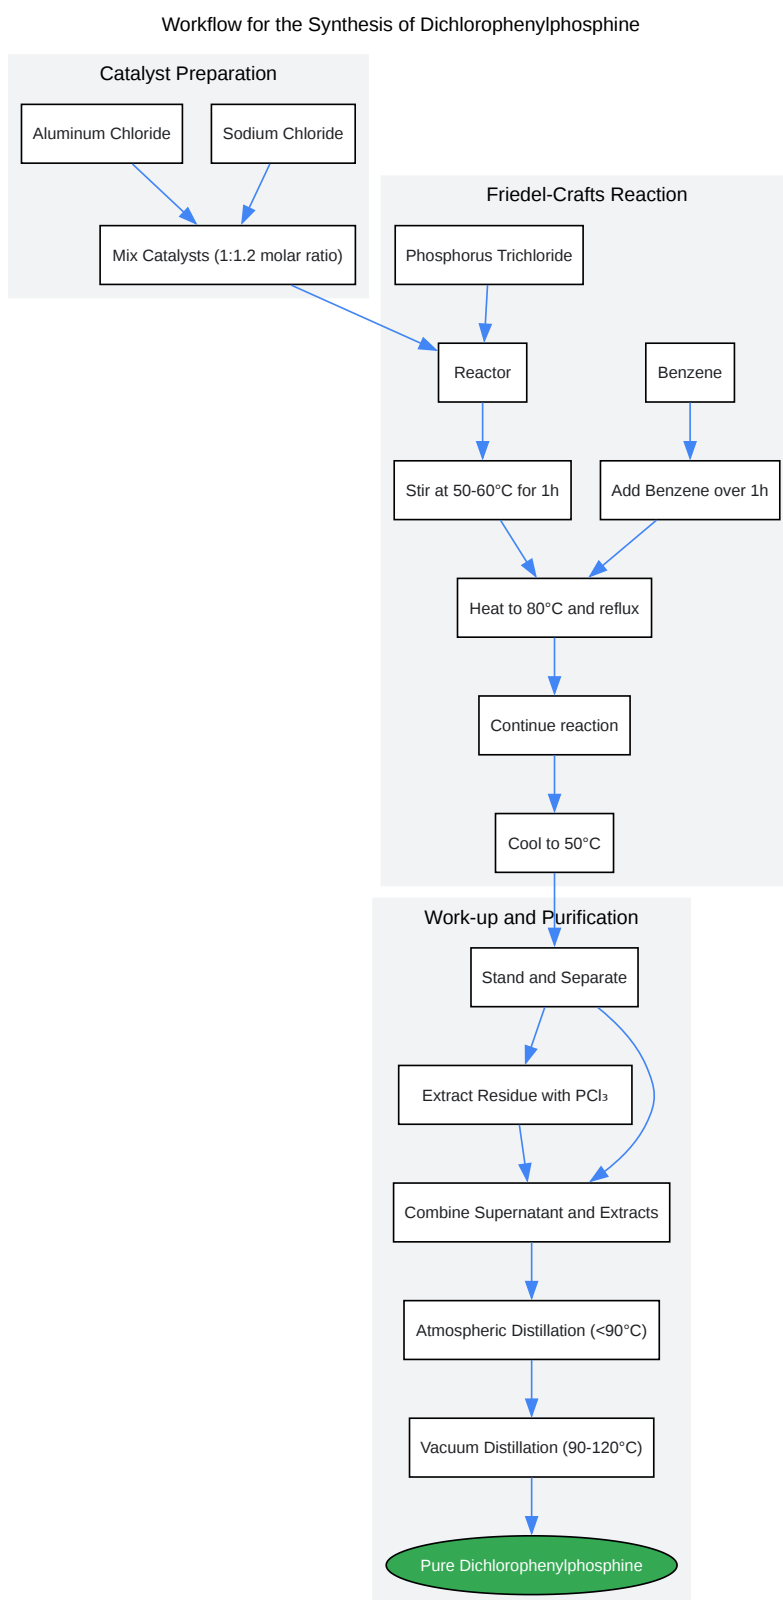 Workflow for the Synthesis of Dichlorophenylphosphine
Catalyst Preparation
Aluminum Chloride
Sodium Chloride
Mix Catalysts (1:1.2 molar ratio)
Friedel-Crafts Reaction
Phosphorus Trichloride
Reactor
Benzene
Stir at 50-60°C for 1h
Add Benzene over 1h
Heat to 80°C and reflux
Continue reaction
Cool to 50°C
Work-up and Purification
Stand and Separate
Extract Residue with PCl₃
Combine Supernatant and Extracts
Atmospheric Distillation (<90°C)
Vacuum Distillation (90-120°C)
Pure Dichlorophenylphosphine